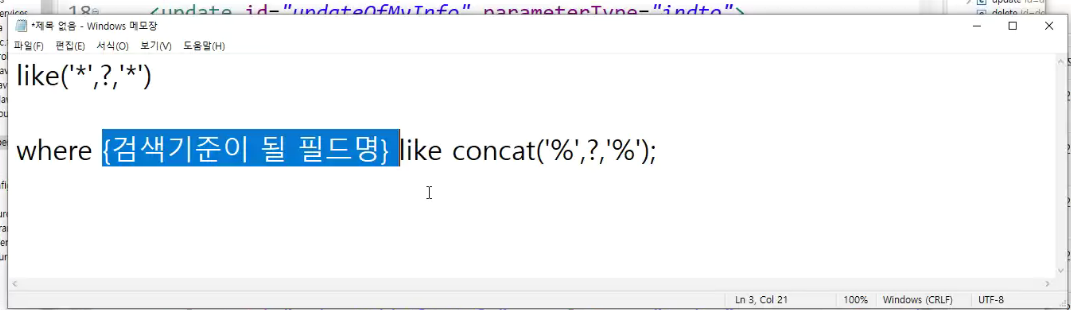 18 <update id="updateOfMyInfo" parameterType="indto">
*제목 없음 - Windows 메모장
파일(F) 편집(E) 서식(O) 보기(V) 도움말(H)
like('*',?,'*')
where {검색기준이 될 필드명} like concat('%',?,'%');
Ln 3, Col 21 100% Windows (CRLF) UTF-8